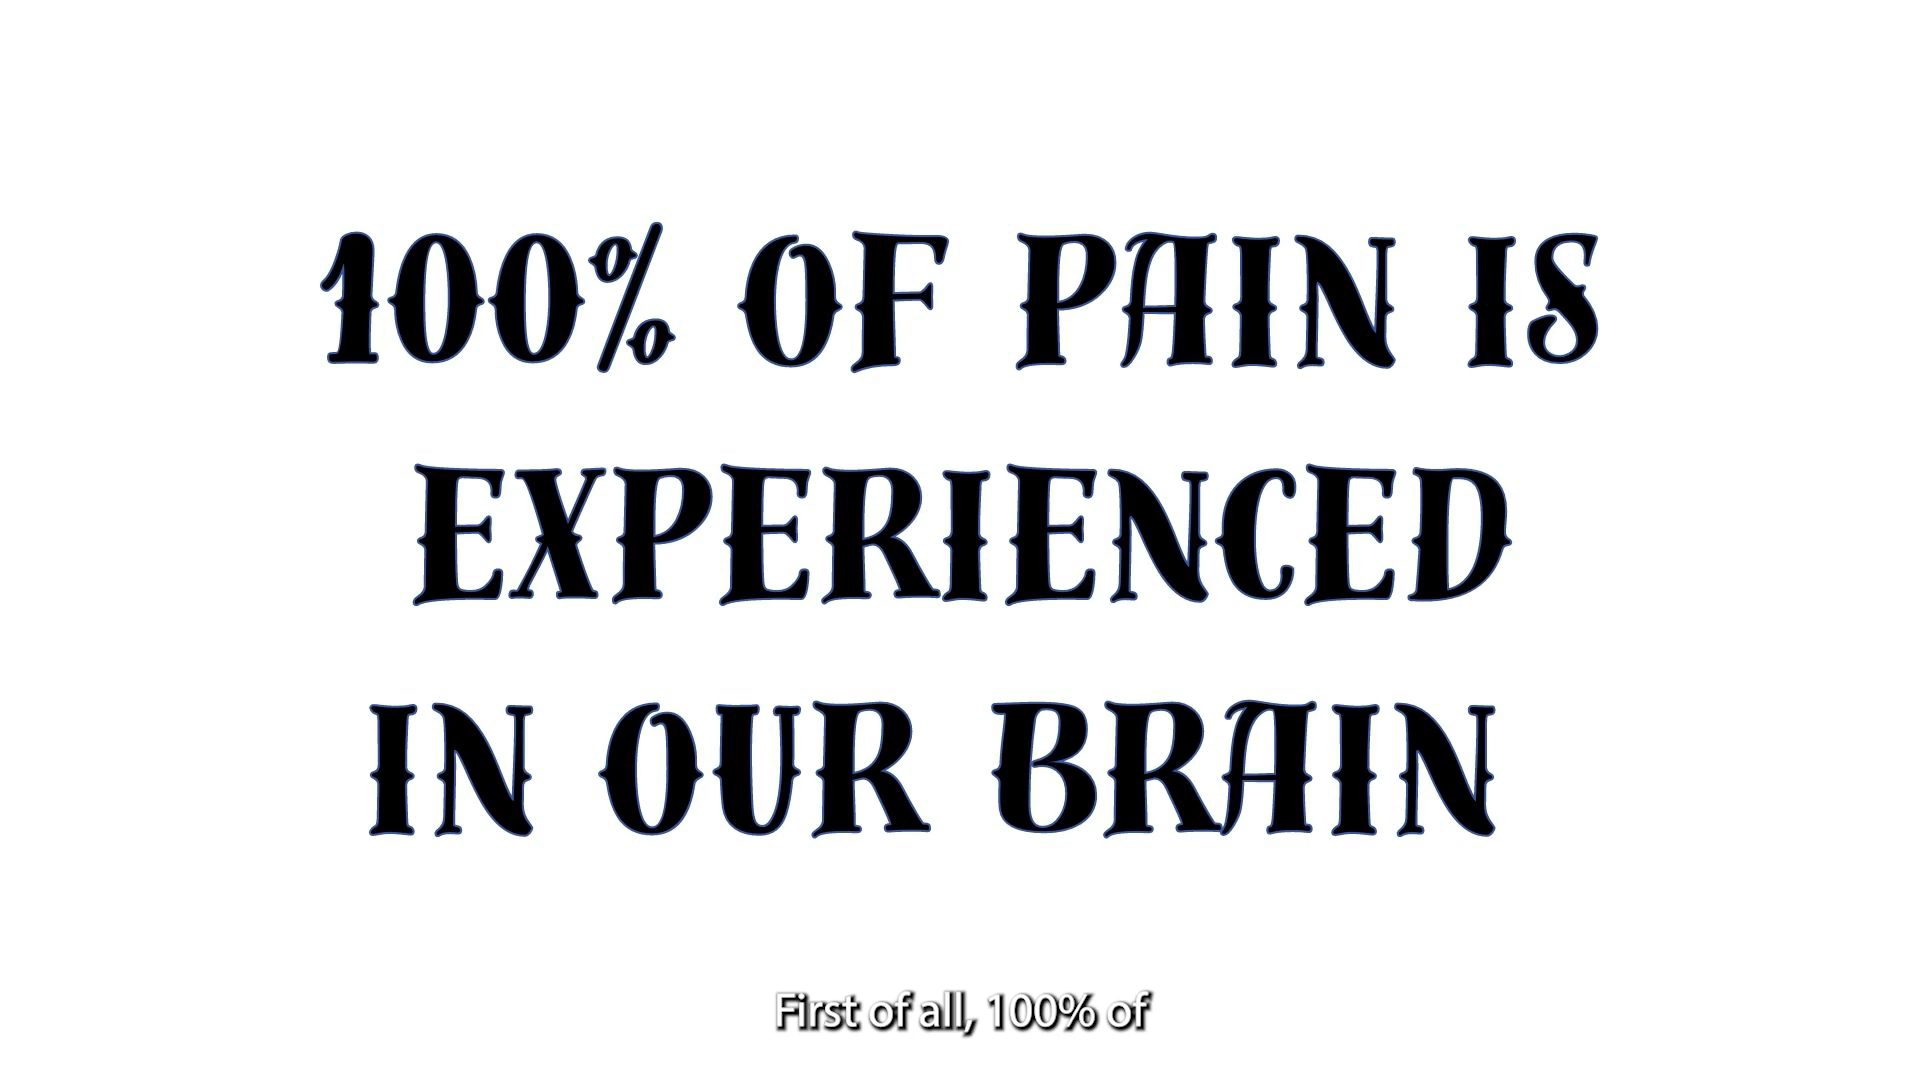 100% OF PAIN IS
EXPERIENCED
IN OUR BRAIN
First of all, 100% of